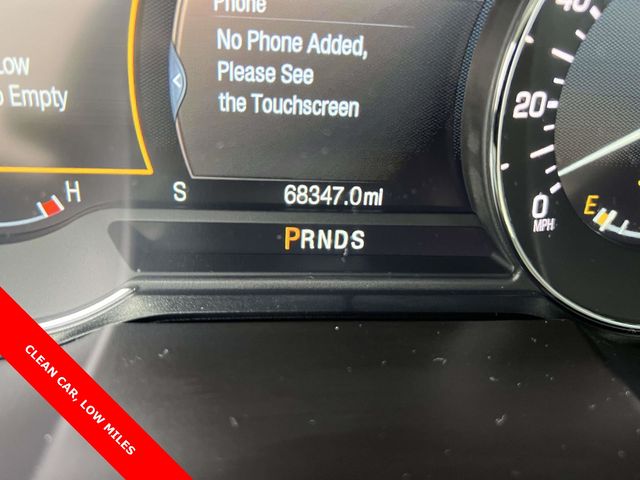 Phone
No Phone Added,
Please See
the Touchscreen
Empty
H
S
68347.0mi
PRNDS
40
20
0
MPH
E
CLEAN CAR, LOW MILES